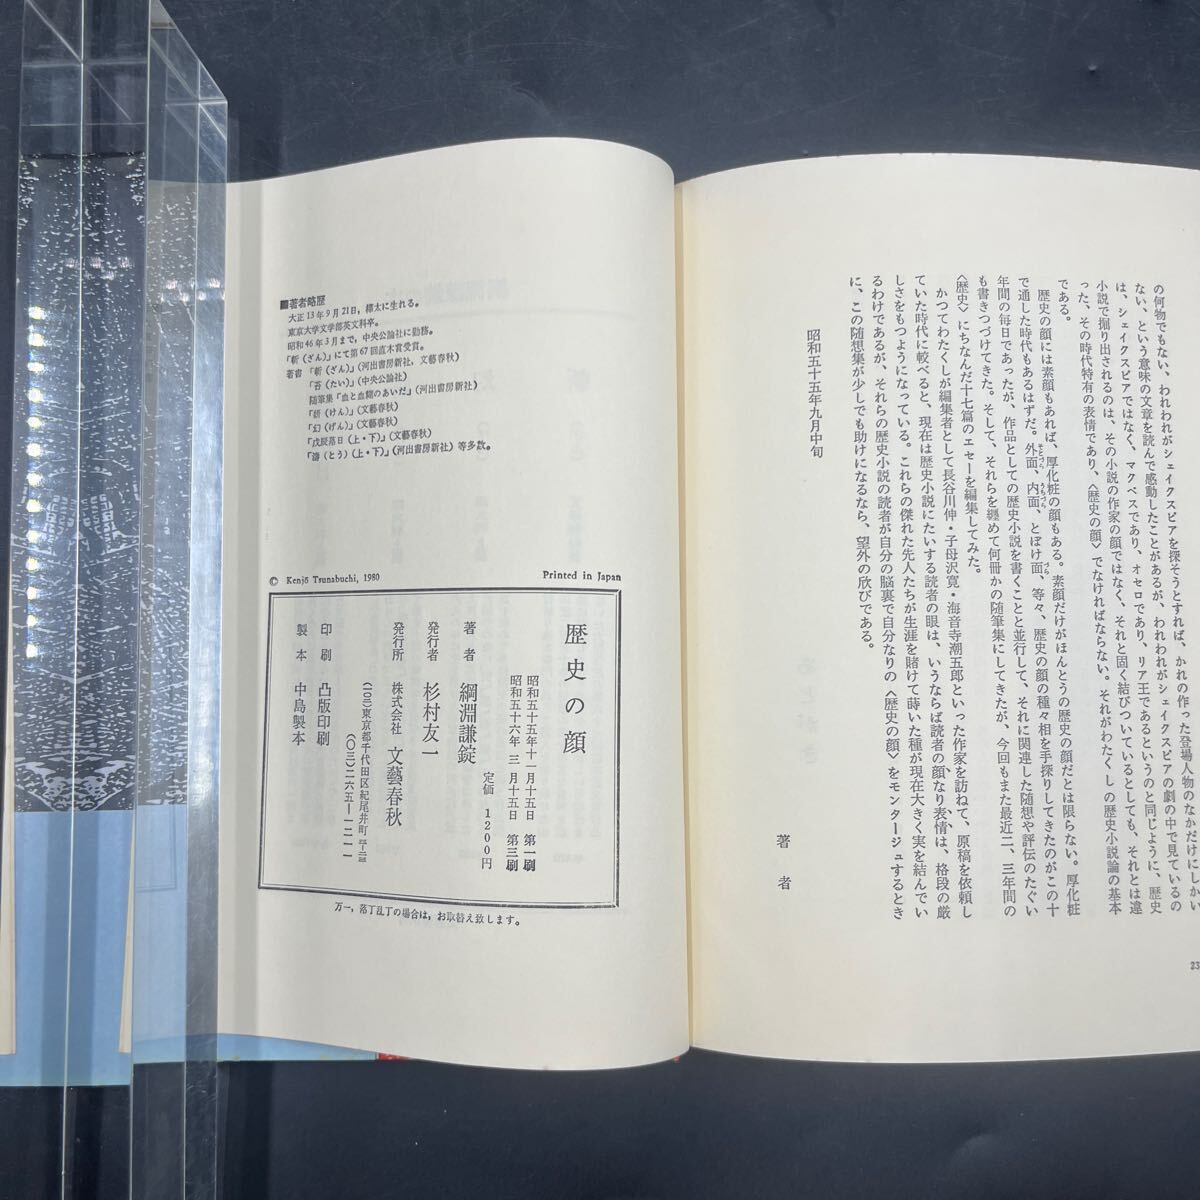 の何物でもない、われわれがシェイクスピアを探そうとすれば、かれの作った登場人物のなかだけにしかい
ない、という意味の文章を読んで感動したことがあるが、われわれがシェイクスピアの劇の中で見ているの
は、シェイクスピアではなく、マクベスであり、オセロであり、リア王であるというのと同じように、歴史
小説で掘り出されるのは、その小説の作家の顔ではなく、それと固く結びついているとしても、それとは違
った、その時代特有の表情であり、〈歴史の顔〉でなければならない。それがわたくしの歴史小説論の基本
である。
歴史の顔には素顔もあれば、厚化粧の顔もある。素顔だけがほんとうの歴史の顔だとは限らない。厚化粧
で通した時代もあるはずだ。外面、内面、とぼけ面、等々、歴史の顔の種々相を手探りしてきたのがこの十
年間の毎日であったが、作品としての歴史小説を書くことと並行して、それに関連した随想や評伝のたぐい
も書きつづけてきた。そして、それらを纏めて何冊かの随筆集にしてきたが、今回もまた最近二、三年間の
〈歴史〉にちなんだ十七篇のエセーを編集してみた。
かつてわたくしが編集者として長谷川伸・子母沢寛・海音寺潮五郎といった作家を訪ねて、原稿を依頼し
ていた時代に較べると、現在は歴史小説にたいする読者の眼は、いうならば読者の顔なり表情は、格段の厳
しさをもつようになっている。これらの傑れた先人たちが生涯を賭けて蒔いた種が現在大きく実を結んでい
るわけであるが、それらの歴史小説の読者が自分の脳裏で自分なりの〈歴史の顔〉をモンタージュするとき
に、この随想集が少しでも助けになるなら、望外の欣びである。
昭和五十五年九月中旬
著者
23
■著者略歴
大正13年9月21日，樺太に生れる。
東京大学文学部英文科卒。
昭和46年3月まで，中央公論社に勤務。
「斬（ざん）」にて第67回直木賞受賞。
著書 「斬（ざん）」（河出書房新社，文藝春秋）
「苔（たい）」（中央公論社）
随筆集「血と血糊のあいだ」（河出書房新社）
（けん）」（文藝春秋）
「幻（げん）」（文藝春秋）
「戊辰落日（上・下）」（文藝春秋）
「濤（とう）（上・下）」（河出書房新社）等多数。
© Kenjō Tsunabuchi, 1980
Printed in Japan
歴史の顔
昭和五十五年十一月十五日 第一刷
昭和五十六年 三月十五日 第三刷
定価 1200円
著者 綱淵謙錠
発行者 杉村友一
発行所 株式会社 文藝春秋
（102）東京都千代田区紀尾井町三—二三
（〇三）二六五—一二一一
印刷 凸版印刷
製本 中島製本
万一，落丁乱丁の場合は，お取替え致します。